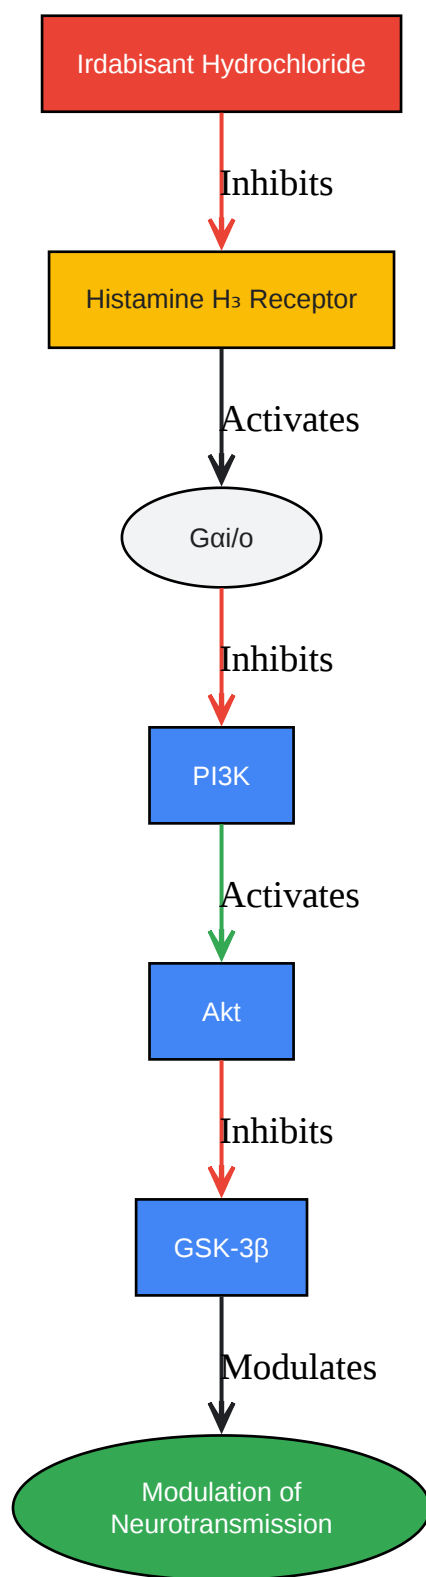 Irdabisant Hydrochloride
Inhibits
Histamine H₃ Receptor
Activates
Gαi/o
Inhibits
PI3K
Activates
Akt
Inhibits
GSK-3β
Modulates
Modulation of
Neurotransmission